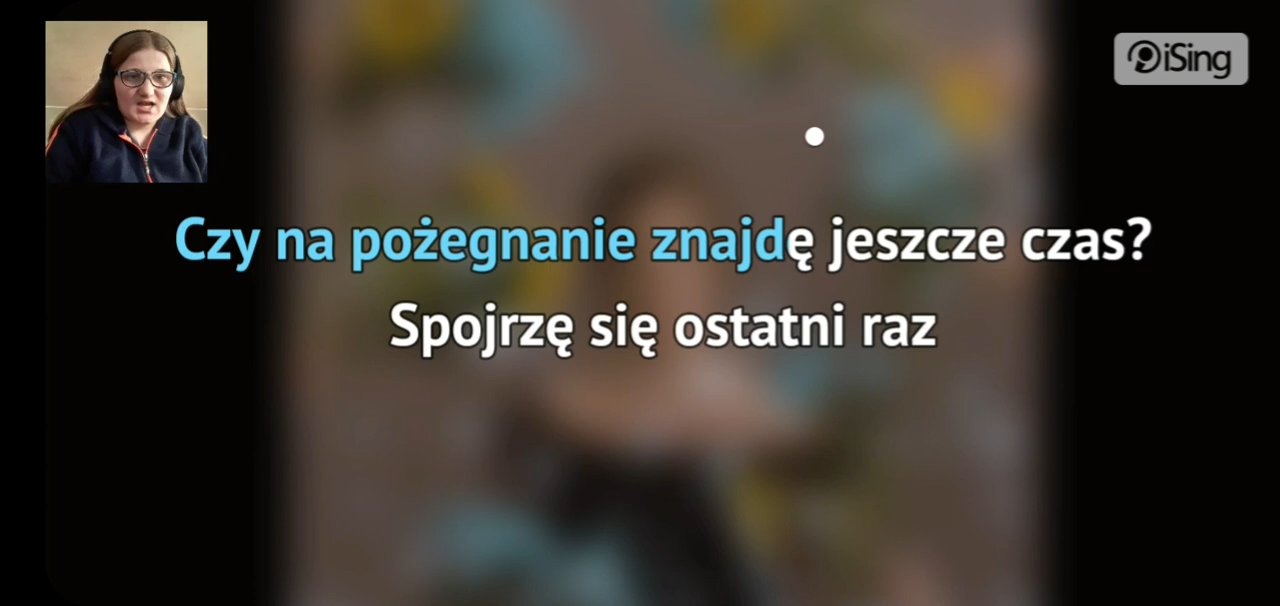 iSing
Czy na pożegnanie znajdę jeszcze czas?
Spojrzę się ostatni raz